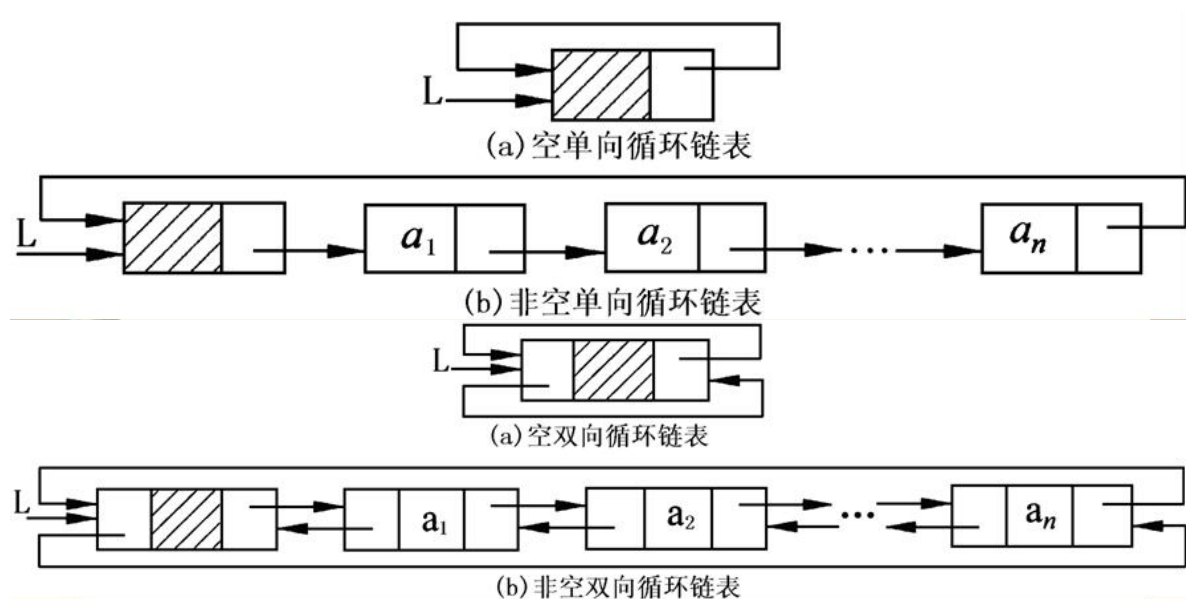 L
(a)空单向循环链表
L a₁ a₂ ... aₙ
(b)非空单向循环链表
L
(a)空双向循环链表
L a₁ a₂ ... aₙ
(b)非空双向循环链表